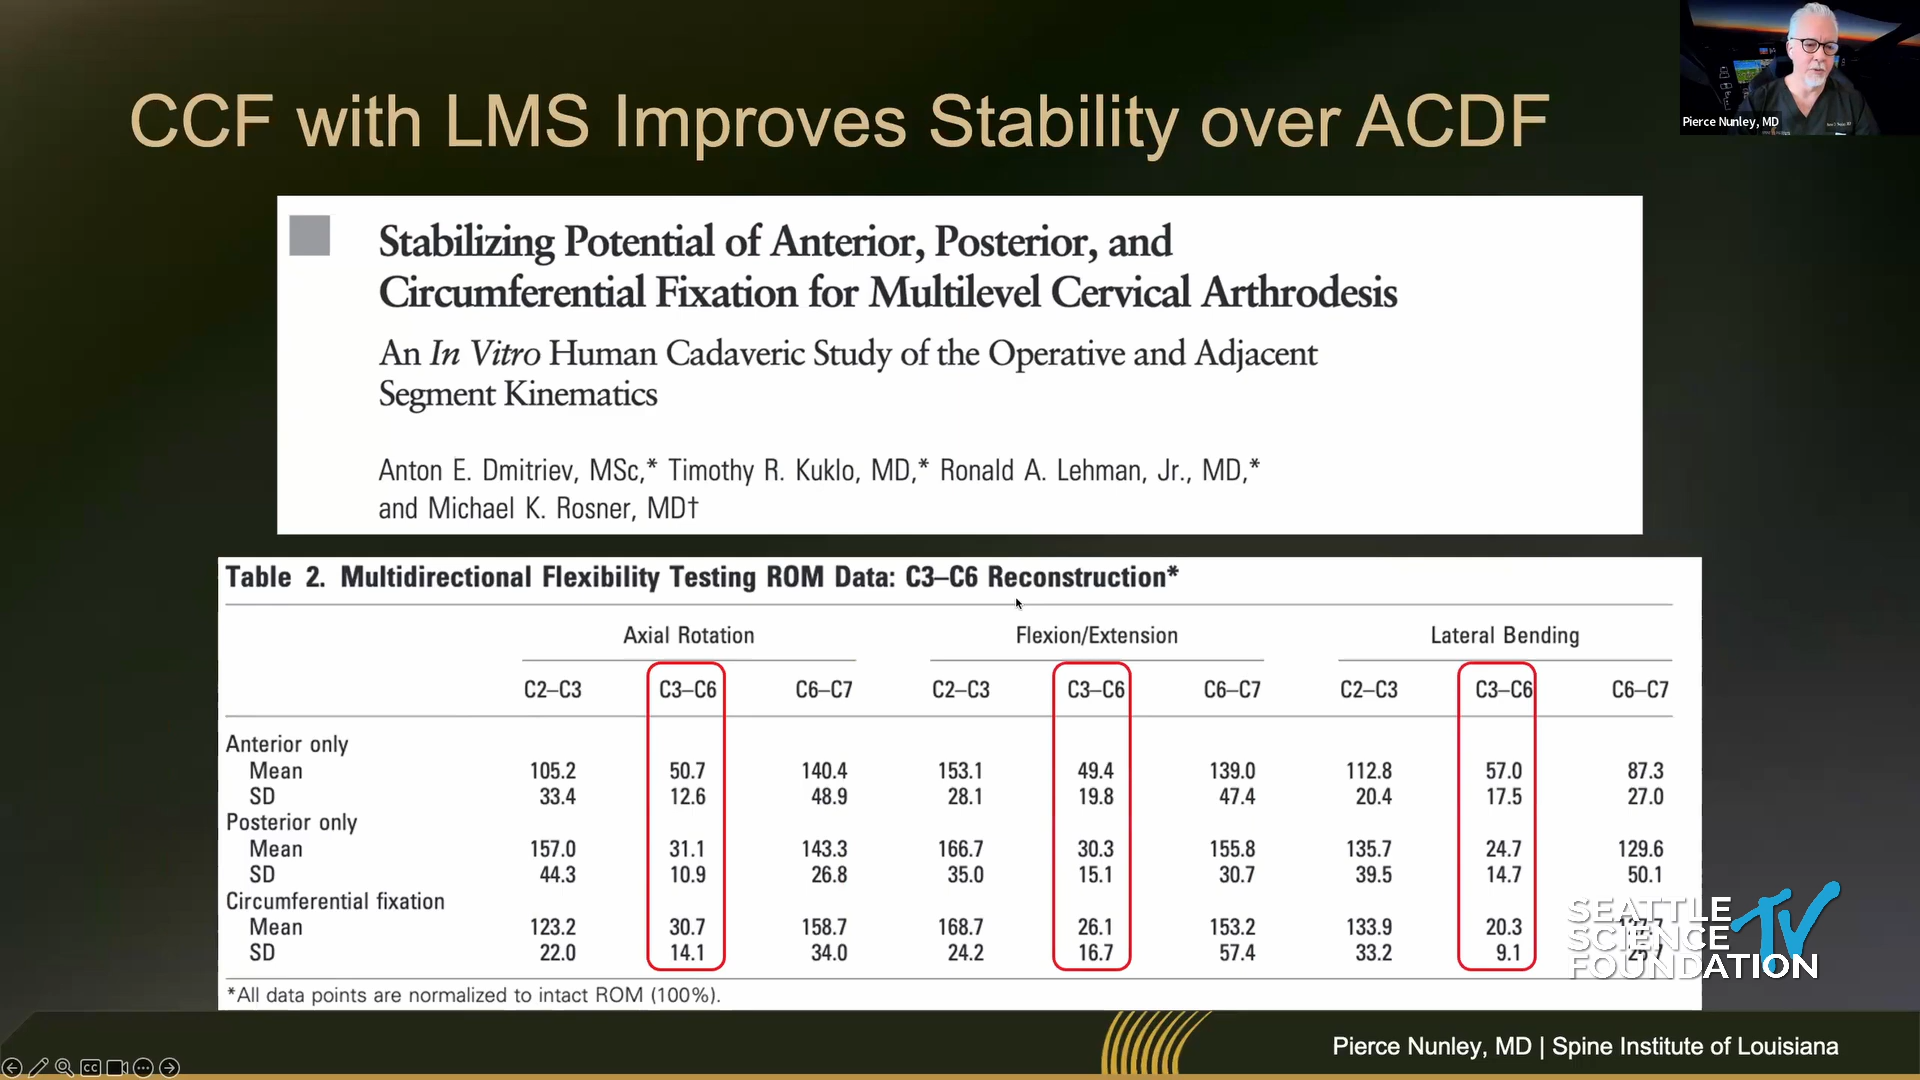 CCF with LMS Improves Stability over ACDF
Pierce Nunley, MD
Stabilizing Potential of Anterior, Posterior, and
Circumferential Fixation for Multilevel Cervical Arthrodesis
An In Vitro Human Cadaveric Study of the Operative and Adjacent
Segment Kinematics
Anton E. Dmitriev, MSc,* Timothy R. Kuklo, MD,* Ronald A. Lehman, Jr., MD,*
and Michael K. Rosner, MD†
Table 2. Multidirectional Flexibility Testing ROM Data: C3–C6 Reconstruction*
Axial Rotation Flexion/Extension Lateral Bending
C2–C3 C3–C6 C6–C7 C2–C3 C3–C6 C6–C7 C2–C3 C3–C6 C6–C7
Anterior only
Mean 105.2 50.7 140.4 153.1 49.4 139.0 112.8 57.0 87.3
SD 33.4 12.6 48.9 28.1 19.8 47.4 20.4 17.5 27.0
Posterior only
Mean 157.0 31.1 143.3 166.7 30.3 155.8 135.7 24.7 129.6
SD 44.3 10.9 26.8 35.0 15.1 30.7 39.5 14.7 50.1
Circumferential fixation
Mean 123.2 30.7 158.7 168.7 26.1 153.2 133.9 20.3
SD 22.0 14.1 34.0 24.2 16.7 57.4 33.2 9.1
*All data points are normalized to intact ROM (100%).
SEATTLE
SCIENCE
FOUNDATION
TV
Pierce Nunley, MD | Spine Institute of Louisiana
CC